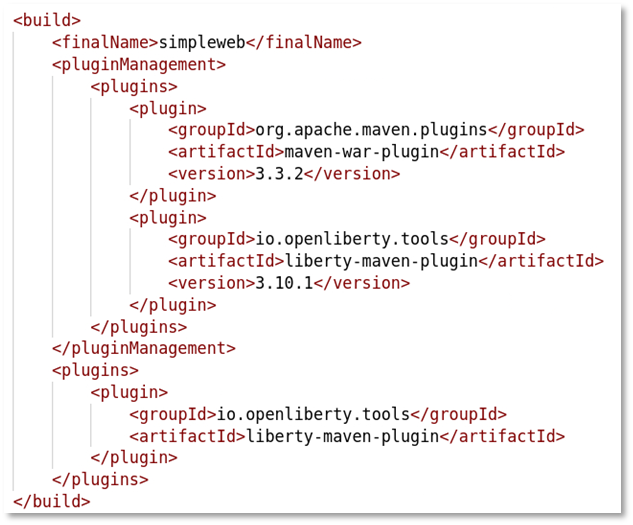 <build>
<finalName>simpleweb</finalName>
<pluginManagement>
<plugins>
<plugin>
<groupId>org.apache.maven.plugins</groupId>
<artifactId>maven-war-plugin</artifactId>
<version>3.3.2</version>
</plugin>
<plugin>
<groupId>io.openliberty.tools</groupId>
<artifactId>liberty-maven-plugin</artifactId>
<version>3.10.1</version>
</plugin>
</plugins>
</pluginManagement>
<plugins>
<plugin>
<groupId>io.openliberty.tools</groupId>
<artifactId>liberty-maven-plugin</artifactId>
</plugin>
</plugins>
</build>